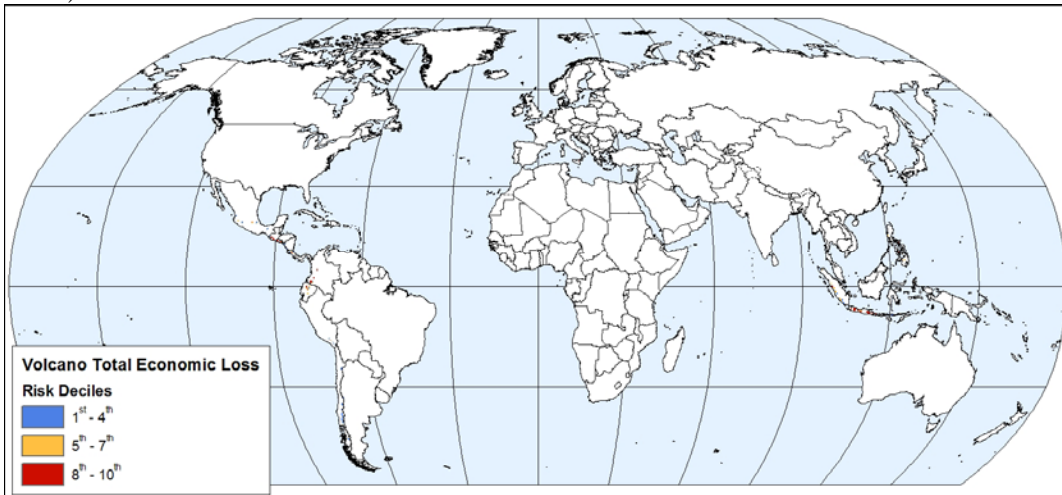 Volcano Total Economic Loss
Risk Deciles
1st - 4th
5th - 7th
8th - 10th